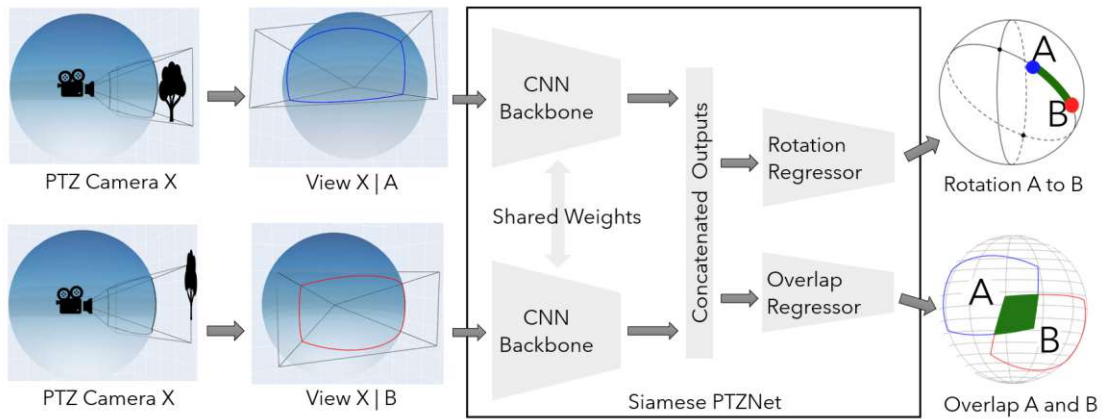 PTZ Camera X
View X | A
CNN
Backbone
Shared Weights
Concatenated Outputs
Rotation
Regressor
A
B
Rotation A to B
PTZ Camera X
View X | B
CNN
Backbone
Overlap
Regressor
Siamese PTZNet
A
B
Overlap A and B